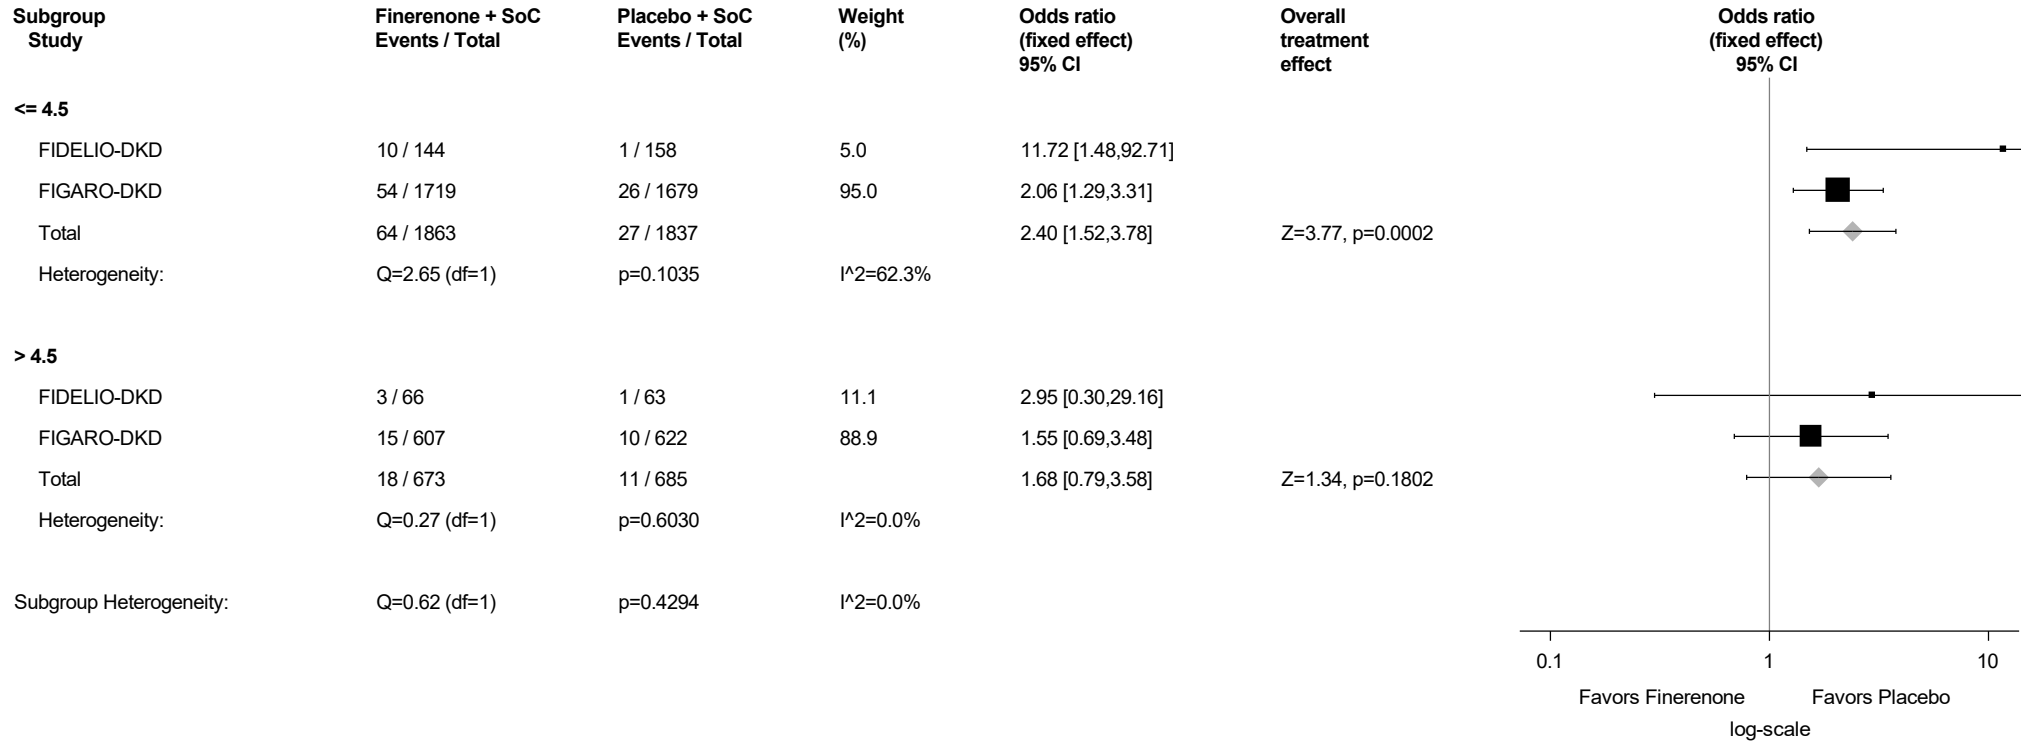 Subgroup Finerenone + SoC Placebo + SoC Weight Odds ratio Overall Odds ratio
Study Events / Total Events / Total (%) (fixed effect) treatment (fixed effect)
95% CI effect 95% CI
<= 4.5
FIDELIO-DKD 10 / 144 1 / 158 5.0 11.72 [1.48,92.71]
FIGARO-DKD 54 / 1719 26 / 1679 95.0 2.06 [1.29,3.31]
Total 64 / 1863 27 / 1837 2.40 [1.52,3.78] Z=3.77, p=0.0002
Heterogeneity: Q=2.65 (df=1) p=0.1035 I^2=62.3%
> 4.5
FIDELIO-DKD 3 / 66 1 / 63 11.1 2.95 [0.30,29.16]
FIGARO-DKD 15 / 607 10 / 622 88.9 1.55 [0.69,3.48]
Total 18 / 673 11 / 685 1.68 [0.79,3.58] Z=1.34, p=0.1802
Heterogeneity: Q=0.27 (df=1) p=0.6030 I^2=0.0%
Subgroup Heterogeneity: Q=0.62 (df=1) p=0.4294 I^2=0.0%
0.1 1 10
Favors Finerenone Favors Placebo
log-scale